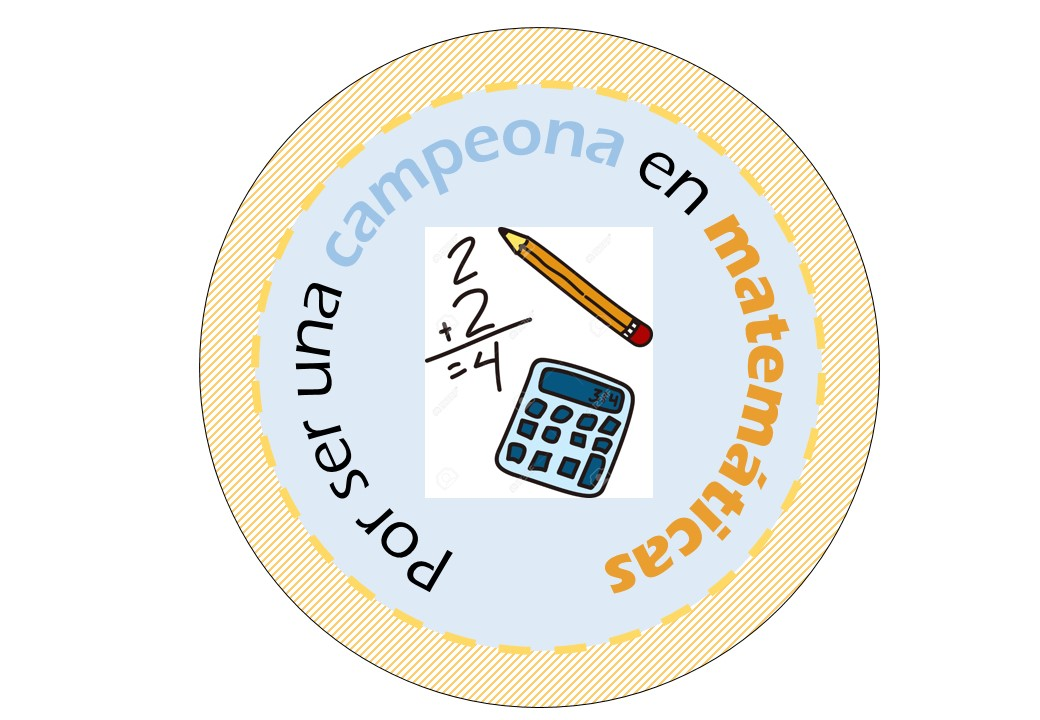 Por ser una campeona en matemáticas
2
+ 2
=4